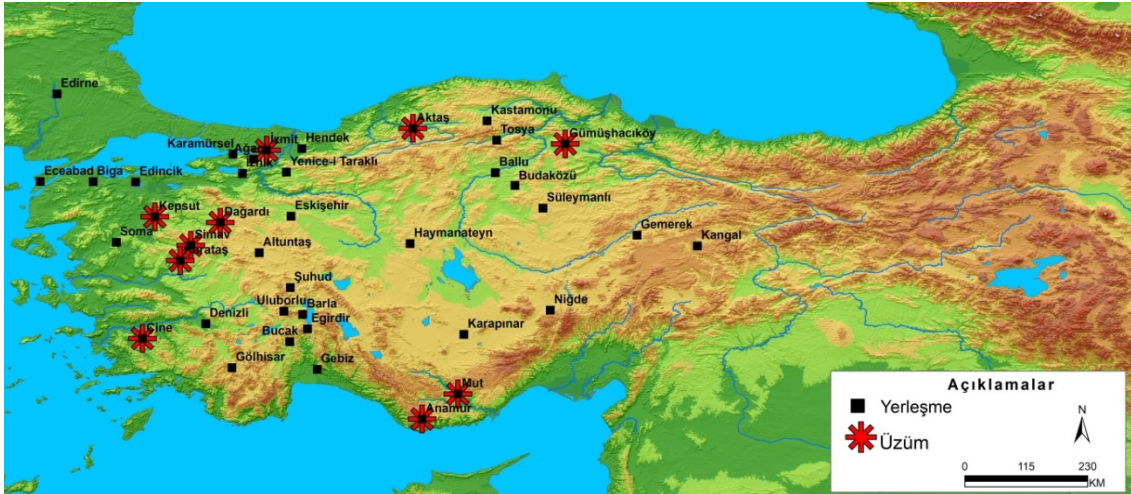 Edirne
Kastamonu
Aktaş
Tosya
Gümüşhacıköy
İzmit
Hendek
Karamürsel
İznik
Yenice-i Taraklı
Ballu
Budaközü
Eceabad
Biga
Edincik
Süleymanlı
Kepsut
Dağardı
Eskişehir
Soma
Simav
Altuntaş
Haymanateyn
Gemerek
Kangal
Şuhud
Uluborlu
Barla
Niğde
Denizli
Egirdir
Çine
Bucak
Karapınar
Gölhisar
Gebiz
Mut
Anamur
Açıklamalar
Yerleşme
Üzüm
N
0 115 230
KM